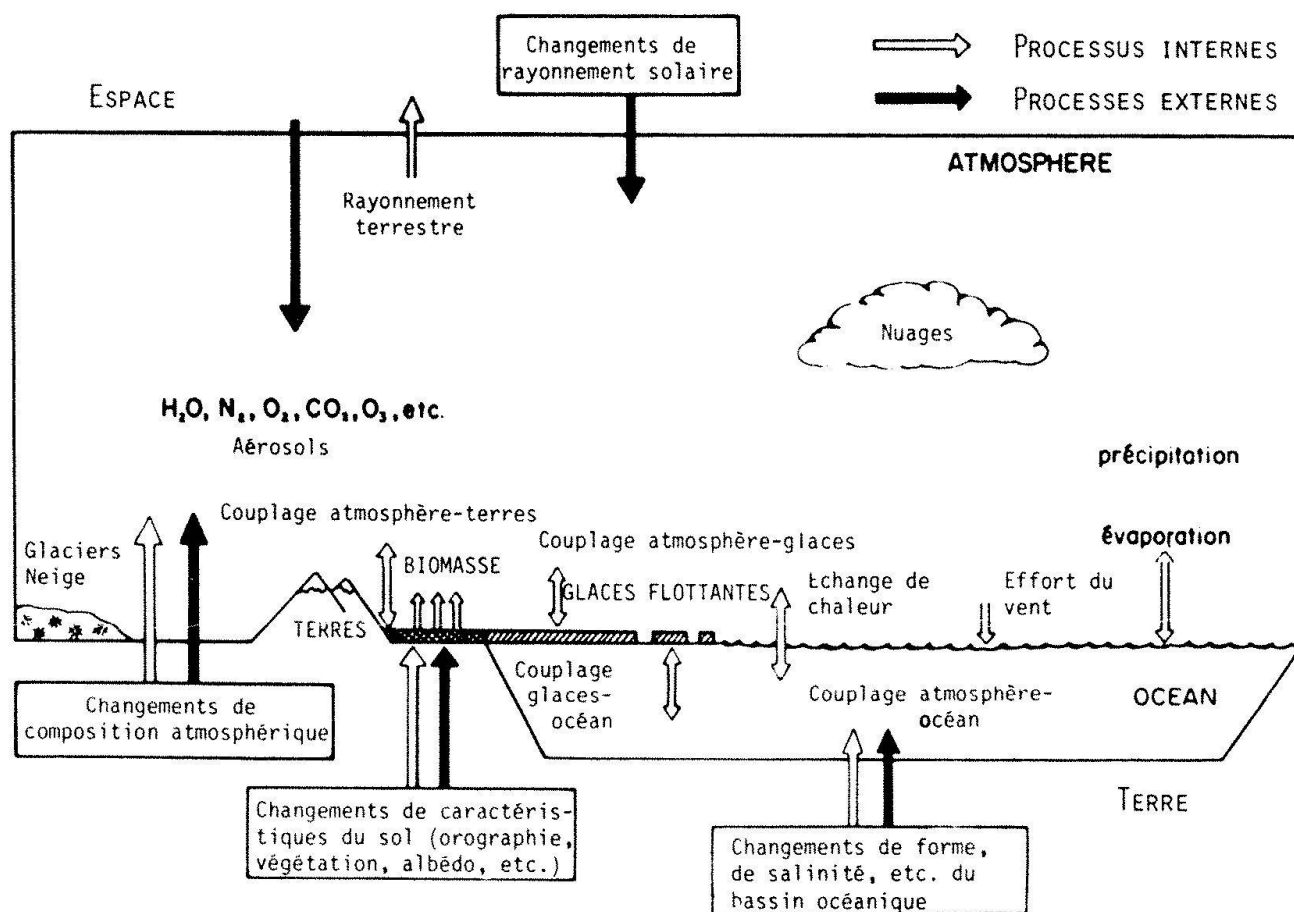 Changements de
rayonnement solaire
PROCESSUS INTERNES
PROCESSES EXTERNES
ESPACE
ATMOSPHERE
Rayonnement
terrestre
Nuages
H₂O, N₂, O₂, CO₂, O₃, etc.
Aérosols
précipitation
Couplage atmosphère-terres
évaporation
Glaciers
Neige
Couplage atmosphère-glaces
BIOMASSE
GLACES FLOTTANTES
Echange de
chaleur
Effort du
vent
TERRES
Couplage
glaces-
océan
Couplage atmosphère-
océan
OCEAN
Changements de
composition atmosphérique
TERRE
Changements de caractéris-
tiques du sol (orographie,
végétation, albédo, etc.)
Changements de forme,
de salinité, etc. du
bassin océanique